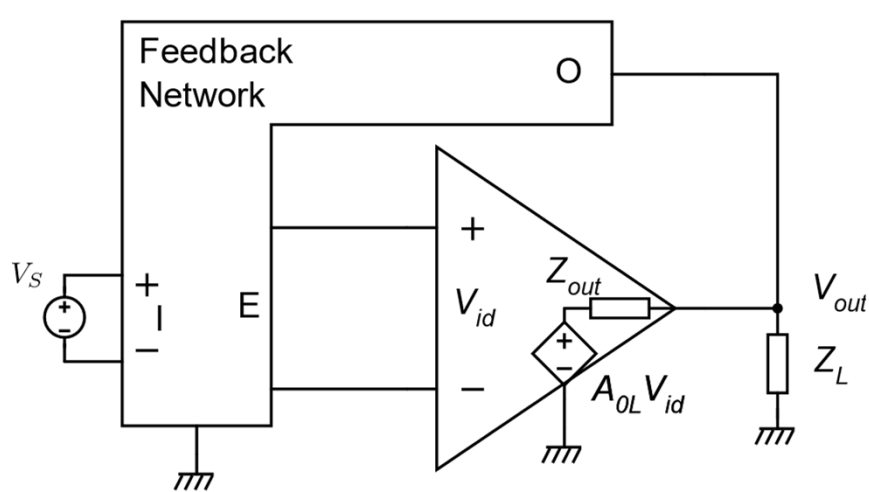 Feedback
Network
O
+
Z_out
V_S
+
+
I
E
V_id
V_out
−
−
+
−
−
Z_L
A_0L V_id